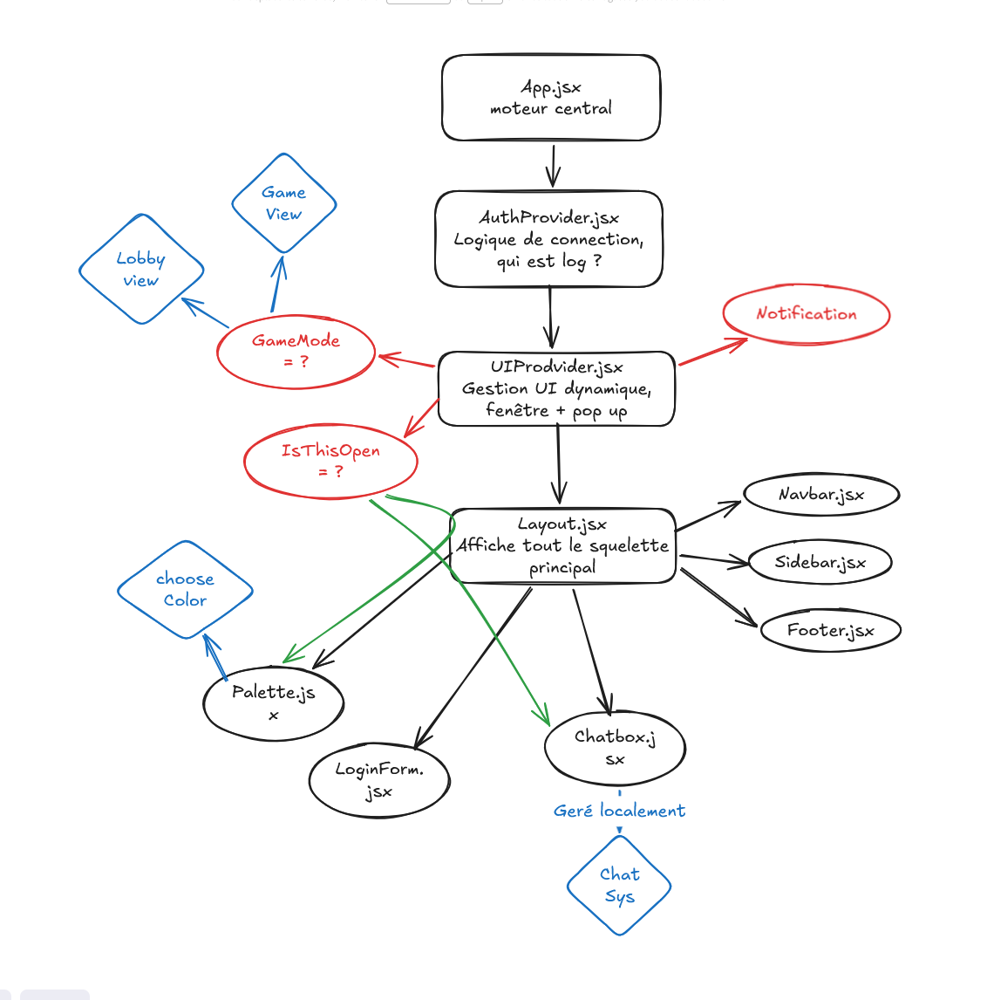 App.jsx
moteur central
Game
View
AuthProvider.jsx
Logique de connection,
qui est log ?
Lobby
view
Notification
GameMode
= ?
UIProdvider.jsx
Gestion UI dynamique,
fenêtre + pop up
IsThisOpen
= ?
Navbar.jsx
Layout.jsx
Affiche tout le squelette
principal
Sidebar.jsx
choose
Color
Footer.jsx
Palette.js
x
Chatbox.j
sx
LoginForm.
jsx
Geré localement
Chat
Sys